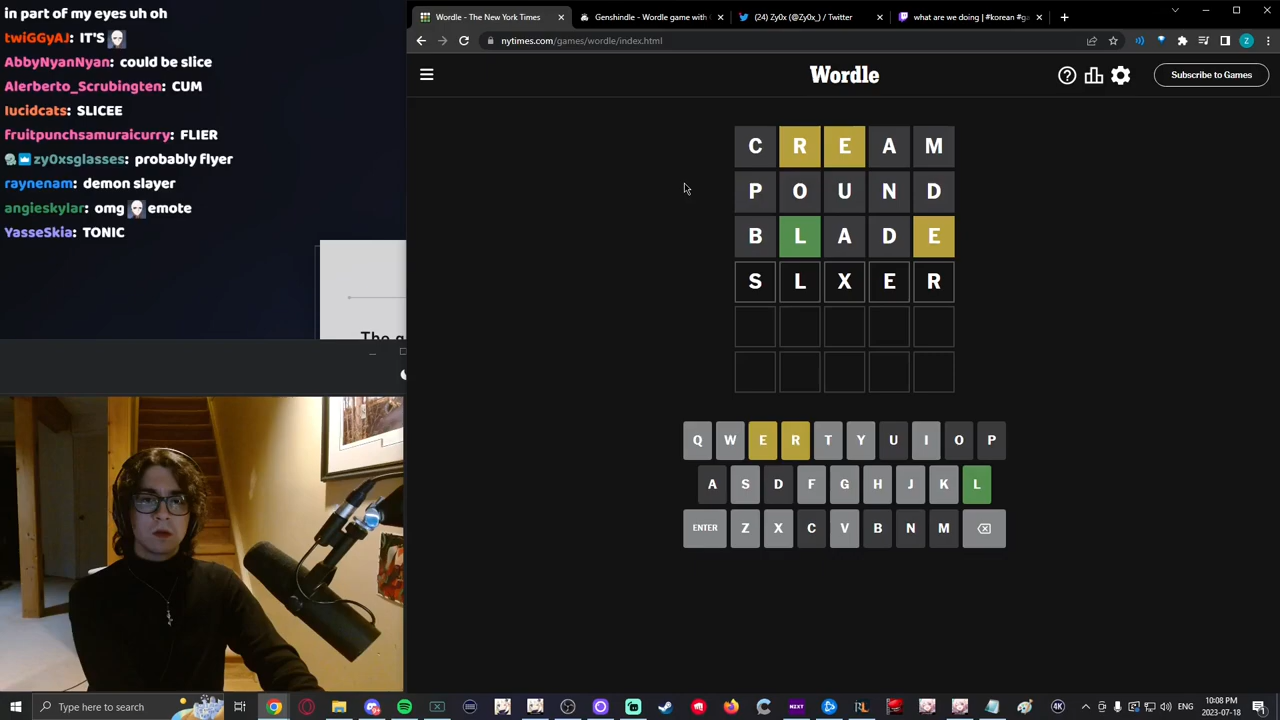 in part of my eyes uh oh
twiGGyAJ: IT'S
AbbyNyanNyan: could be slice
Alerberto_Scrubingten: CUM
lucidcats: SLICEE
fruitpunchsamuraicurry: FLIER
zy0xsglasses: probably flyer
raynenam: demon slayer
angieskylar: omg emote
YasseSkia: TONIC
Wordle - The New York Times
Genshindle - Wordle game with
(24) Zy0x (@Zy0x_) / Twitter
what are we doing | #korean #ga
nytimes.com/games/wordle/index.html
Z
Wordle
Subscribe to Games
C R E A M
P O U N D
B L A D E
S L X E R
Q W E R T Y U I O P
A S D F G H J K L
ENTER Z X C V B N M
Type here to search
4K
ENG
10:08 PM
2023-07-18